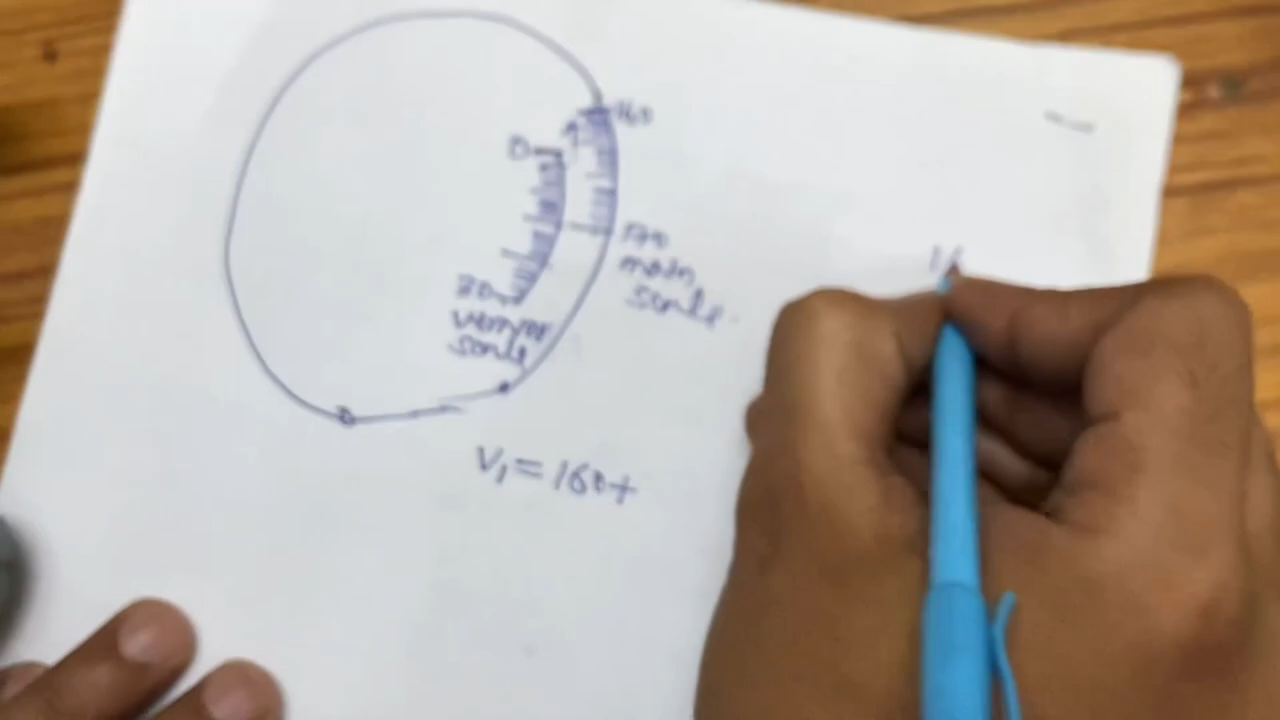 160
0
170
main
scale
30
vernier
scale
V₁ = 160+